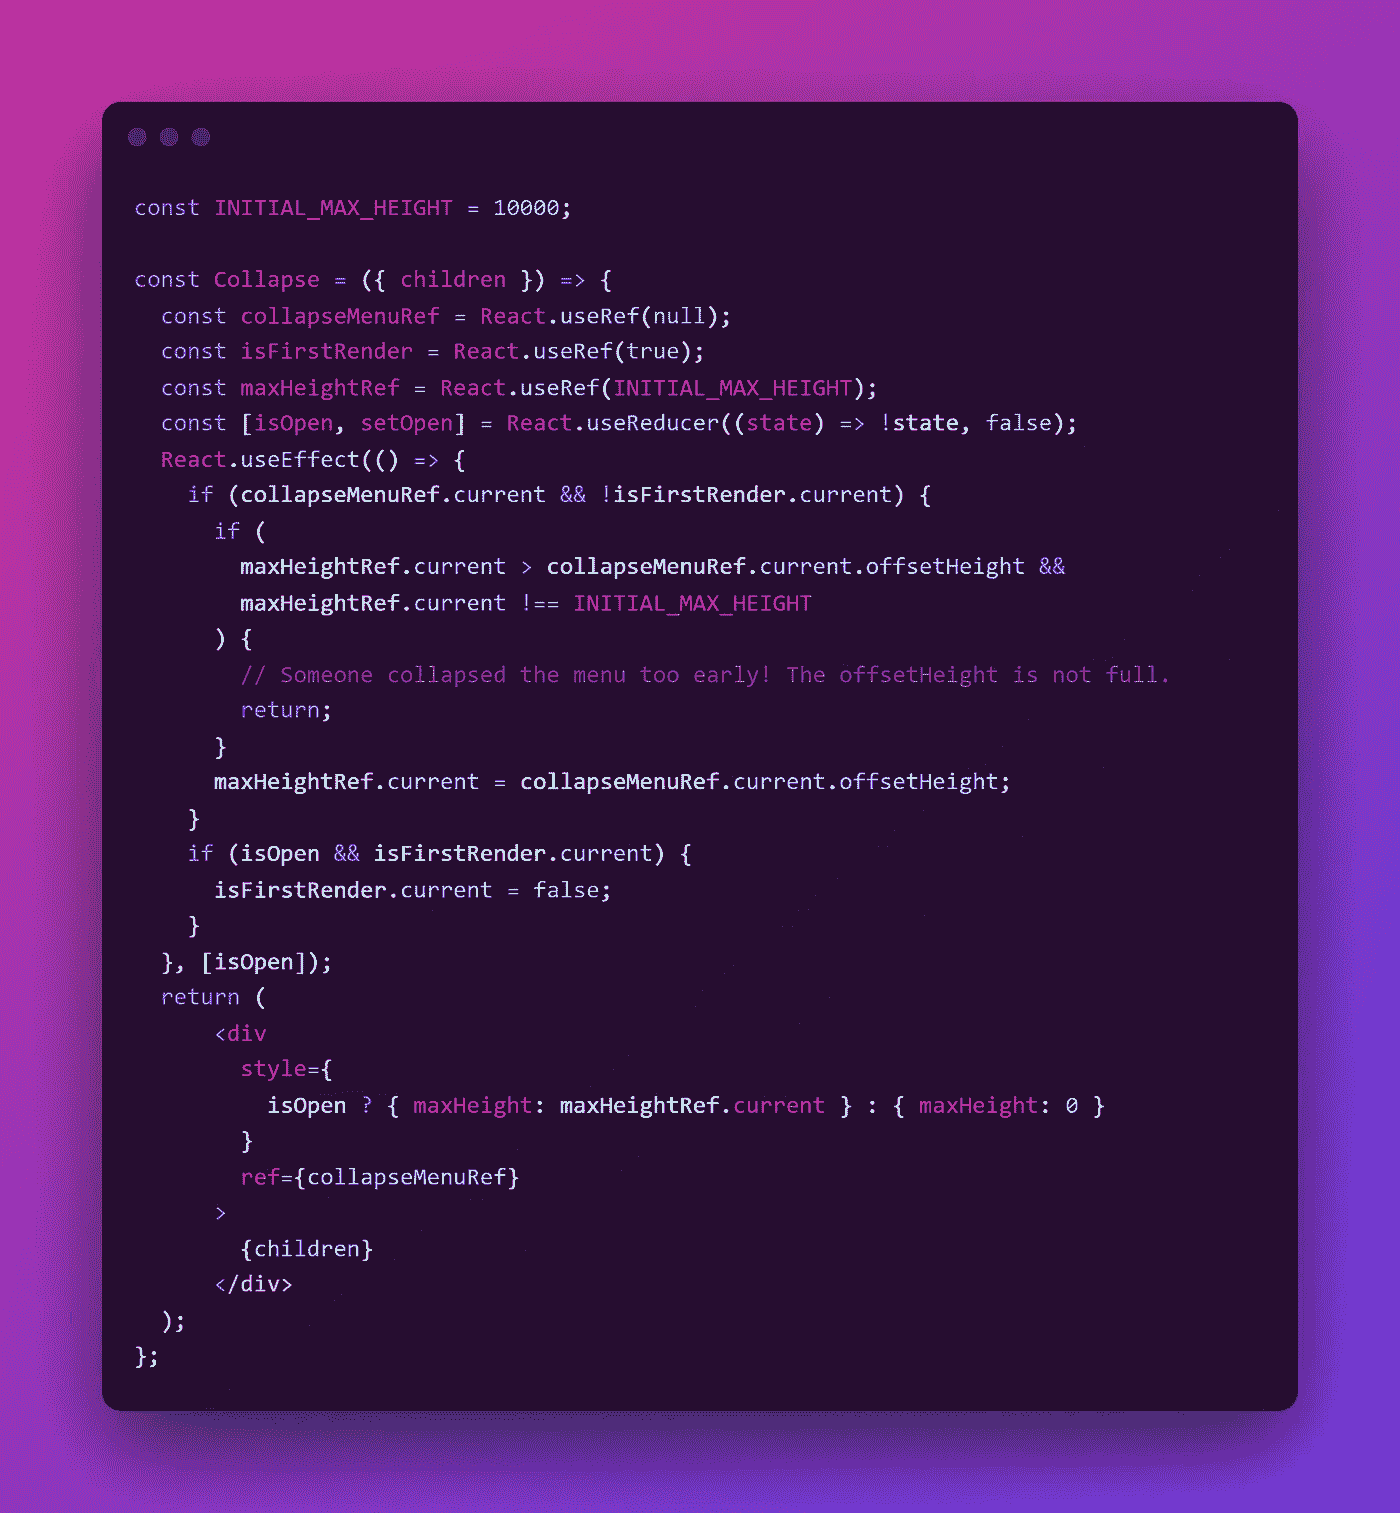 const INITIAL_MAX_HEIGHT = 10000;

const Collapse = ({ children }) => {
  const collapseMenuRef = React.useRef(null);
  const isFirstRender = React.useRef(true);
  const maxHeightRef = React.useRef(INITIAL_MAX_HEIGHT);
  const [isOpen, setOpen] = React.useReducer((state) => !state, false);
  React.useEffect(() => {
    if (collapseMenuRef.current && !isFirstRender.current) {
      if (
        maxHeightRef.current > collapseMenuRef.current.offsetHeight &&
        maxHeightRef.current !== INITIAL_MAX_HEIGHT
      ) {
        // Someone collapsed the menu too early! The offsetHeight is not full.
        return;
      }
      maxHeightRef.current = collapseMenuRef.current.offsetHeight;
    }
    if (isOpen && isFirstRender.current) {
      isFirstRender.current = false;
    }
  }, [isOpen]);
  return (
      <div
        style={
          isOpen ? { maxHeight: maxHeightRef.current } : { maxHeight: 0 }
        }
        ref={collapseMenuRef}
      >
        {children}
      </div>
  );
};